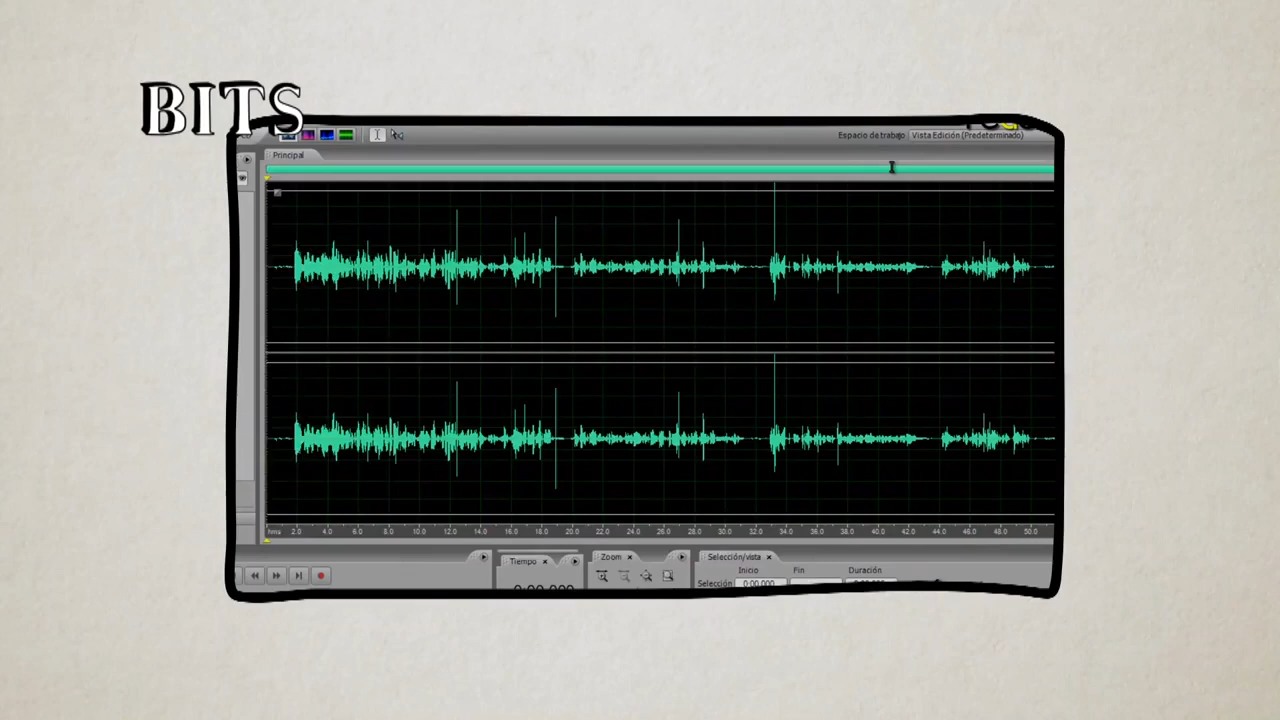 BITS
Espacio de trabajo Vista Edición (Predeterminado)
Principal
hms 2.0 4.0 6.0 8.0 10.0 12.0 14.0 16.0 18.0 20.0 22.0 24.0 26.0 28.0 30.0 32.0 34.0 36.0 38.0 40.0 42.0 44.0 46.0 48.0 50.0
Tiempo Zoom Selección/vista
Inicio Fin Duración
Selección 0:00.000
0:00.000